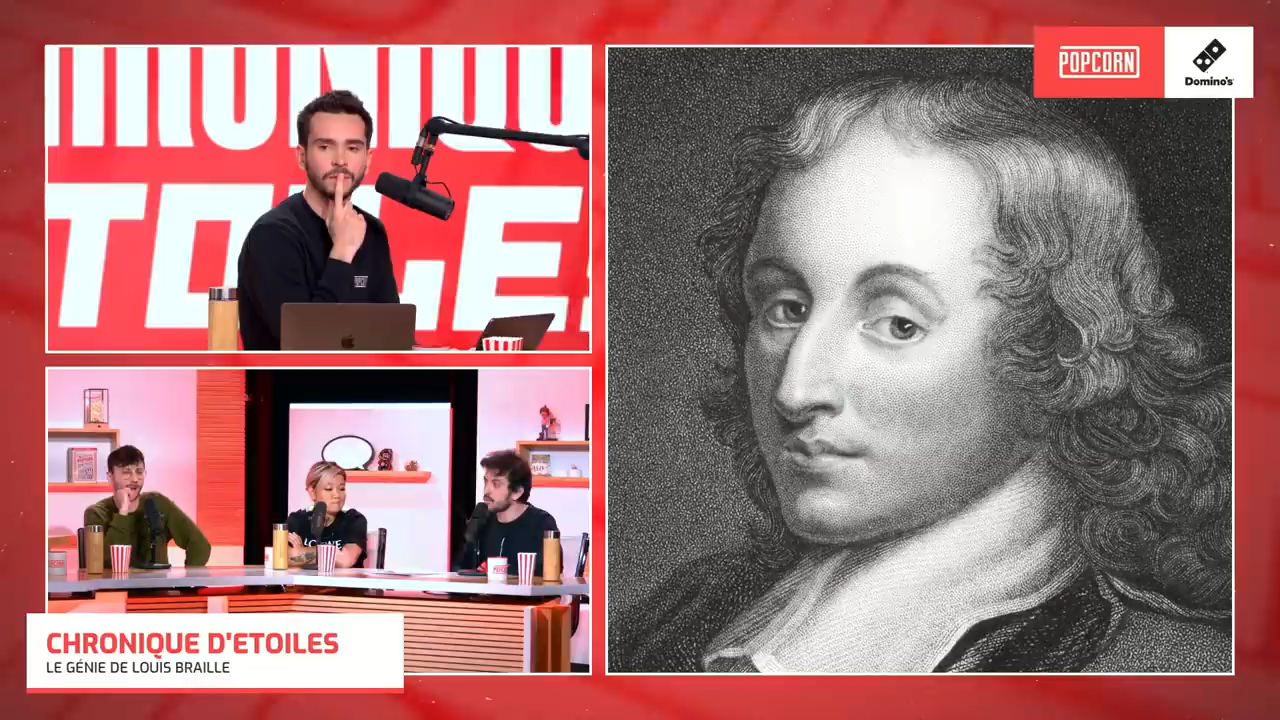 POPCORN
Domino's
CHRONIQUE D'ETOILES
LE GÉNIE DE LOUIS BRAILLE